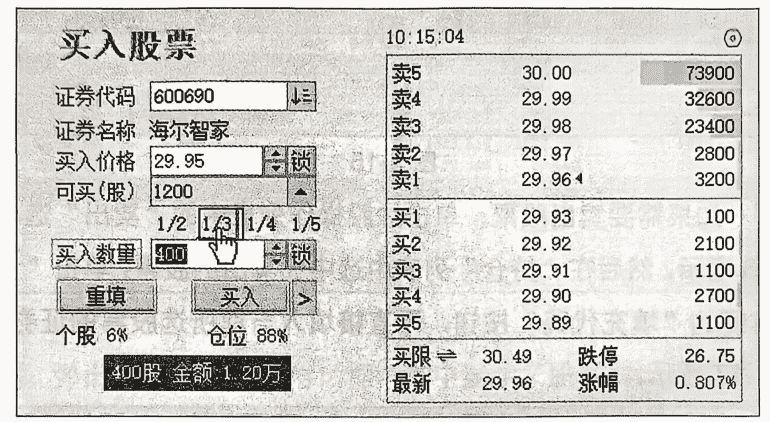 买入股票
证券代码 600690
证券名称 海尔智家
买入价格 29.95 锁
可买(股) 1200
1/2 1/3 1/4 1/5
买入数量 400 锁
重填 买入 >
个股 6% 仓位 88%
400股 金额 1.20万
10:15:04
卖5 30.00 73900
卖4 29.99 32600
卖3 29.98 23400
卖2 29.97 2800
卖1 29.96 3200
买1 29.93 100
买2 29.92 2100
买3 29.91 1100
买4 29.90 2700
买5 29.89 1100
买限 30.49 跌停 26.75
最新 29.96 涨幅 0.807%